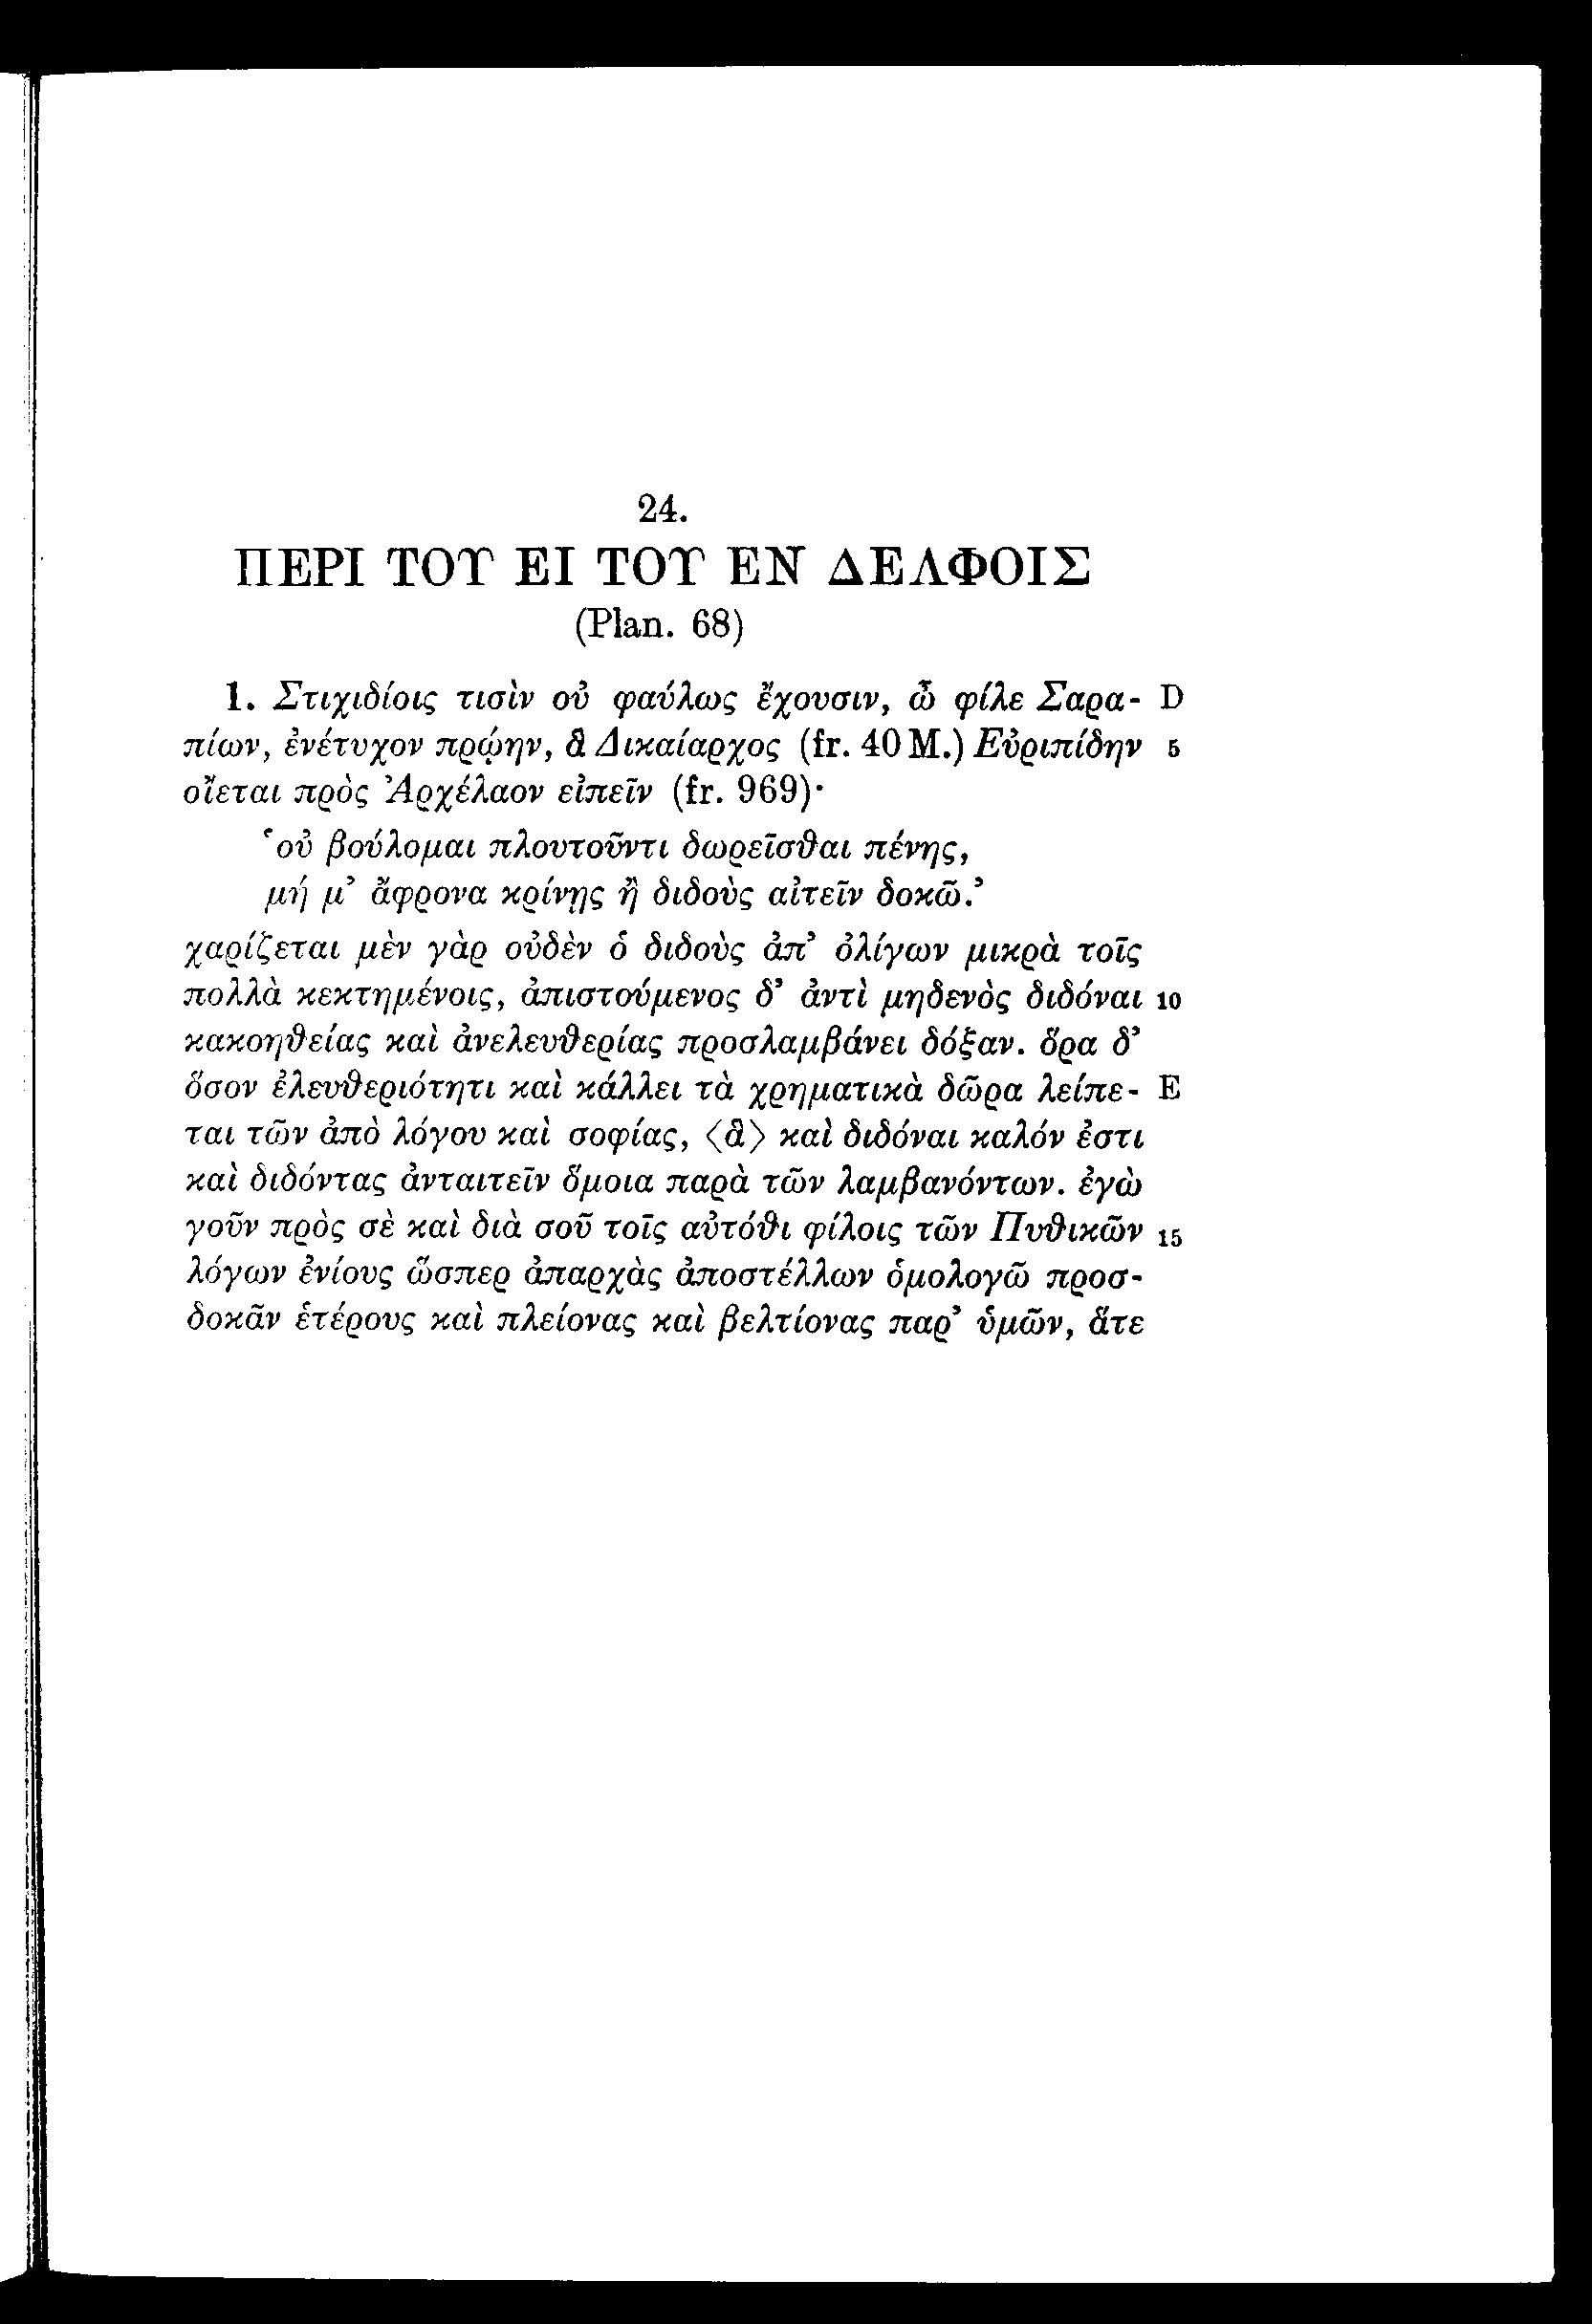 24.
ΠΕΡΙ ΤΟΥ ΕΙ ΤΟΥ ΕΝ ΔΕΛΦΟΙΣ
(Plan. 68)
1. Στιχιδίοις τισὶν οὐ φαύλως ἔχουσιν, ὦ φίλε Σαρα- D
πίων, ἐνέτυχον πρῴην, ἃ Δικαίαρχος (fr. 40 M.) Εὐριπίδην 5
οἴεται πρὸς Ἀρχέλαον εἰπεῖν (fr. 969)·
‘οὐ βούλομαι πλουτοῦντι δωρεῖσθαι πένης,
μή μ’ ἄφρονα κρίνῃς ἢ διδοὺς αἰτεῖν δοκῶ.’
χαρίζεται μὲν γὰρ οὐδὲν ὁ διδοὺς ἀπ’ ὀλίγων μικρὰ τοῖς
πολλὰ κεκτημένοις, ἀπιστούμενος δ’ ἀντὶ μηδενὸς διδόναι 10
κακοηθείας καὶ ἀνελευθερίας προσλαμβάνει δόξαν. ὅρα δ’
ὅσον ἐλευθεριότητι καὶ κάλλει τὰ χρηματικὰ δῶρα λείπε- E
ται τῶν ἀπὸ λόγου καὶ σοφίας, ⟨ἃ⟩ καὶ διδόναι καλόν ἐστι
καὶ διδόντας ἀνταιτεῖν ὅμοια παρὰ τῶν λαμβανόντων. ἐγὼ
γοῦν πρὸς σὲ καὶ διὰ σοῦ τοῖς αὐτόθι φίλοις τῶν Πυθικῶν 15
λόγων ἐνίους ὥσπερ ἀπαρχὰς ἀποστέλλων ὁμολογῶ προσ-
δοκᾶν ἑτέρους καὶ πλείονας καὶ βελτίονας παρ’ ὑμῶν, ἅτε